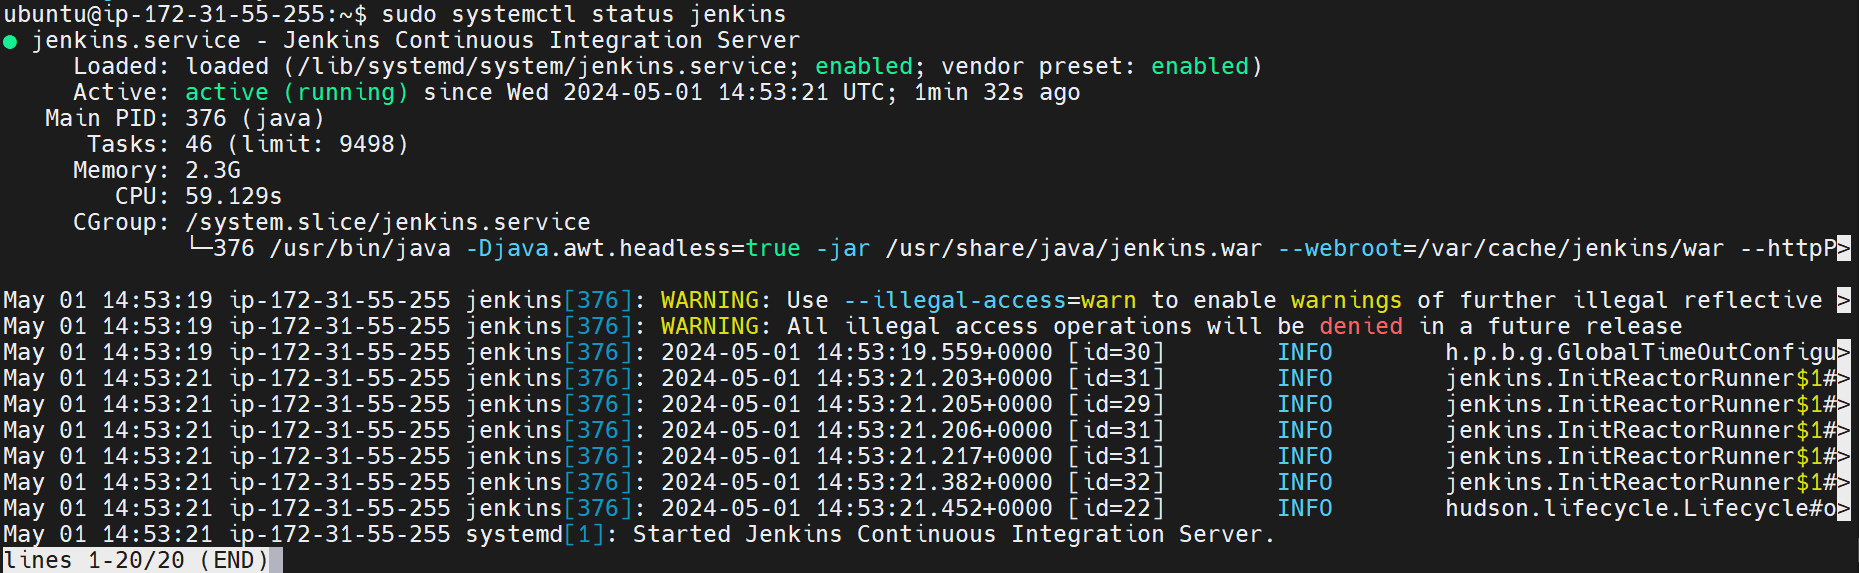 ubuntu@ip-172-31-55-255:~$ sudo systemctl status jenkins
● jenkins.service - Jenkins Continuous Integration Server
     Loaded: loaded (/lib/systemd/system/jenkins.service; enabled; vendor preset: enabled)
     Active: active (running) since Wed 2024-05-01 14:53:21 UTC; 1min 32s ago
   Main PID: 376 (java)
      Tasks: 46 (limit: 9498)
     Memory: 2.3G
        CPU: 59.129s
     CGroup: /system.slice/jenkins.service
             └─376 /usr/bin/java -Djava.awt.headless=true -jar /usr/share/java/jenkins.war --webroot=/var/cache/jenkins/war --httpP>
May 01 14:53:19 ip-172-31-55-255 jenkins[376]: WARNING: Use --illegal-access=warn to enable warnings of further illegal reflective >
May 01 14:53:19 ip-172-31-55-255 jenkins[376]: WARNING: All illegal access operations will be denied in a future release
May 01 14:53:19 ip-172-31-55-255 jenkins[376]: 2024-05-01 14:53:19.559+0000 [id=30]        INFO        h.p.b.g.GlobalTimeOutConfigu>
May 01 14:53:21 ip-172-31-55-255 jenkins[376]: 2024-05-01 14:53:21.203+0000 [id=31]        INFO        jenkins.InitReactorRunner$1#>
May 01 14:53:21 ip-172-31-55-255 jenkins[376]: 2024-05-01 14:53:21.205+0000 [id=29]        INFO        jenkins.InitReactorRunner$1#>
May 01 14:53:21 ip-172-31-55-255 jenkins[376]: 2024-05-01 14:53:21.206+0000 [id=31]        INFO        jenkins.InitReactorRunner$1#>
May 01 14:53:21 ip-172-31-55-255 jenkins[376]: 2024-05-01 14:53:21.217+0000 [id=31]        INFO        jenkins.InitReactorRunner$1#>
May 01 14:53:21 ip-172-31-55-255 jenkins[376]: 2024-05-01 14:53:21.382+0000 [id=32]        INFO        jenkins.InitReactorRunner$1#>
May 01 14:53:21 ip-172-31-55-255 jenkins[376]: 2024-05-01 14:53:21.452+0000 [id=22]        INFO        hudson.lifecycle.Lifecycle#o>
May 01 14:53:21 ip-172-31-55-255 systemd[1]: Started Jenkins Continuous Integration Server.
lines 1-20/20 (END)